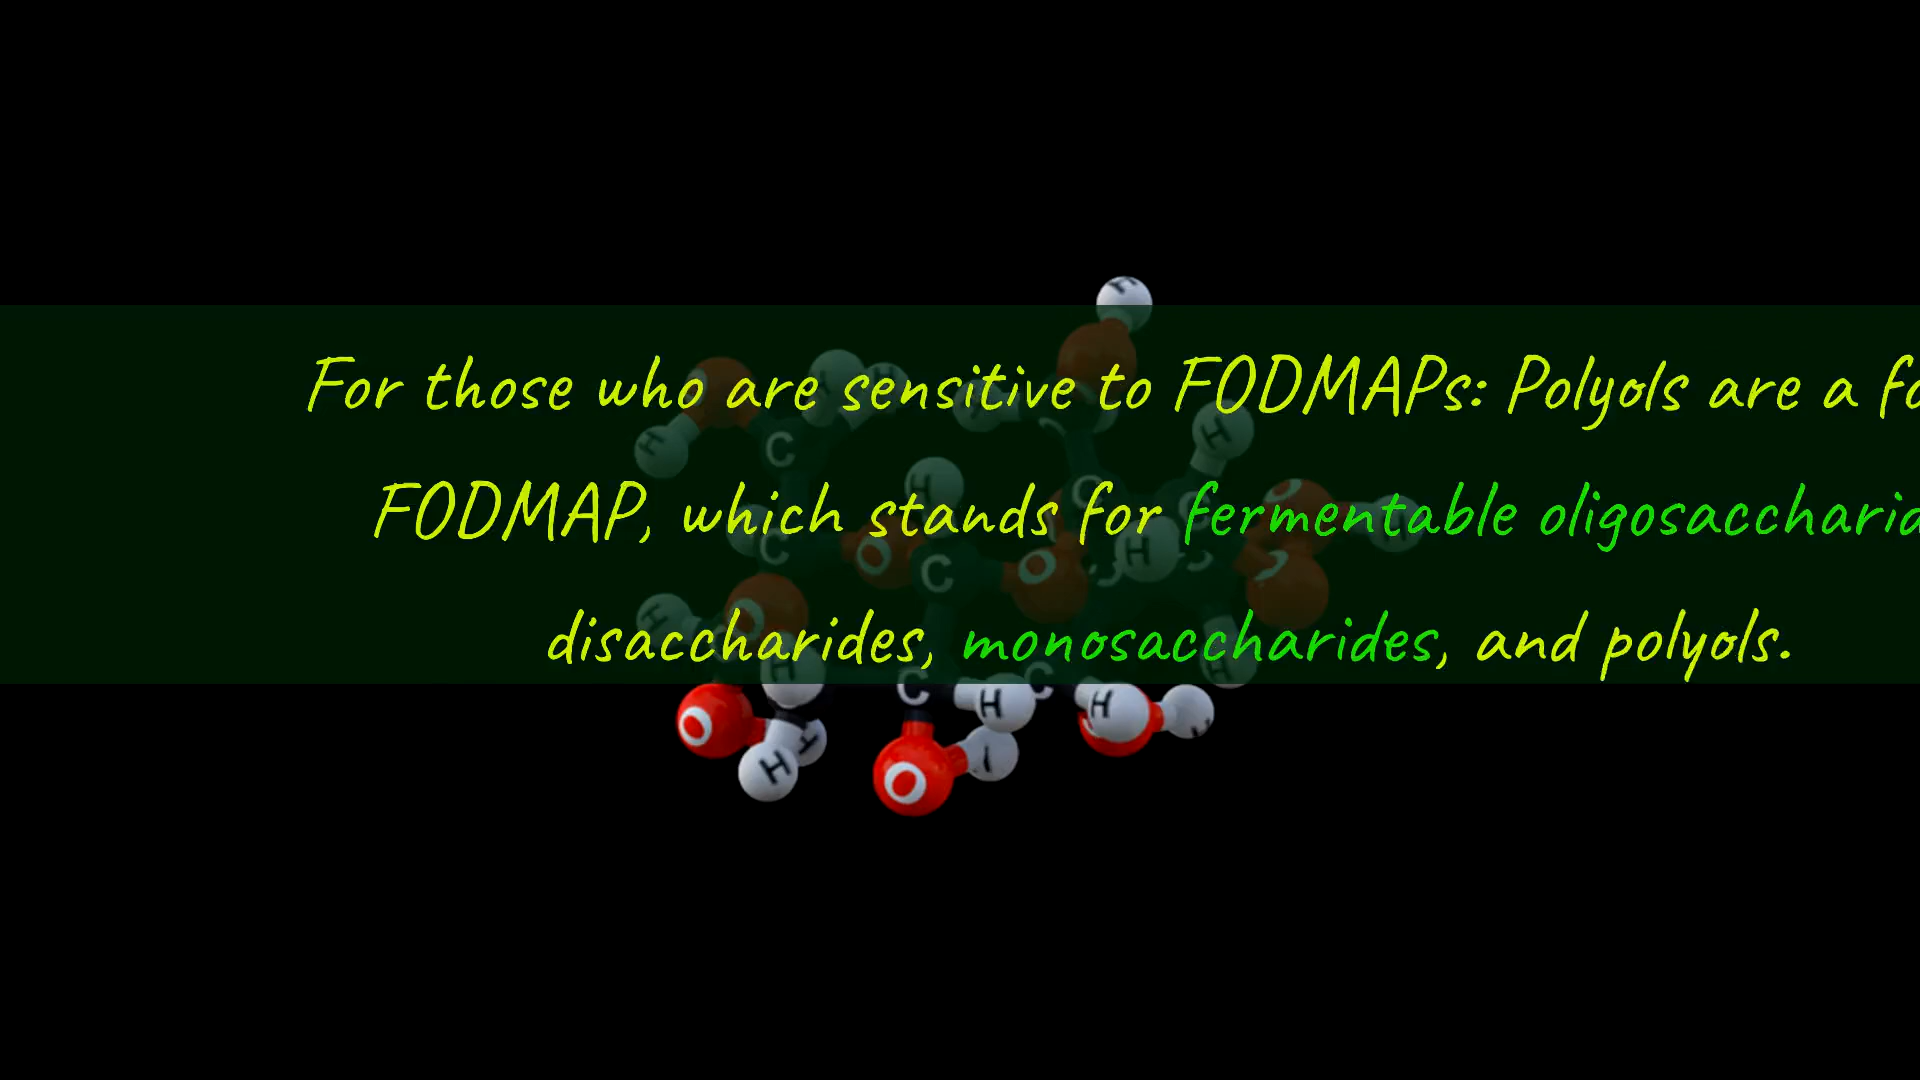 For those who are sensitive to FODMAPs: Polyols are a
FODMAP, which stands for fermentable
disaccharides, monosaccharides, and polyols.